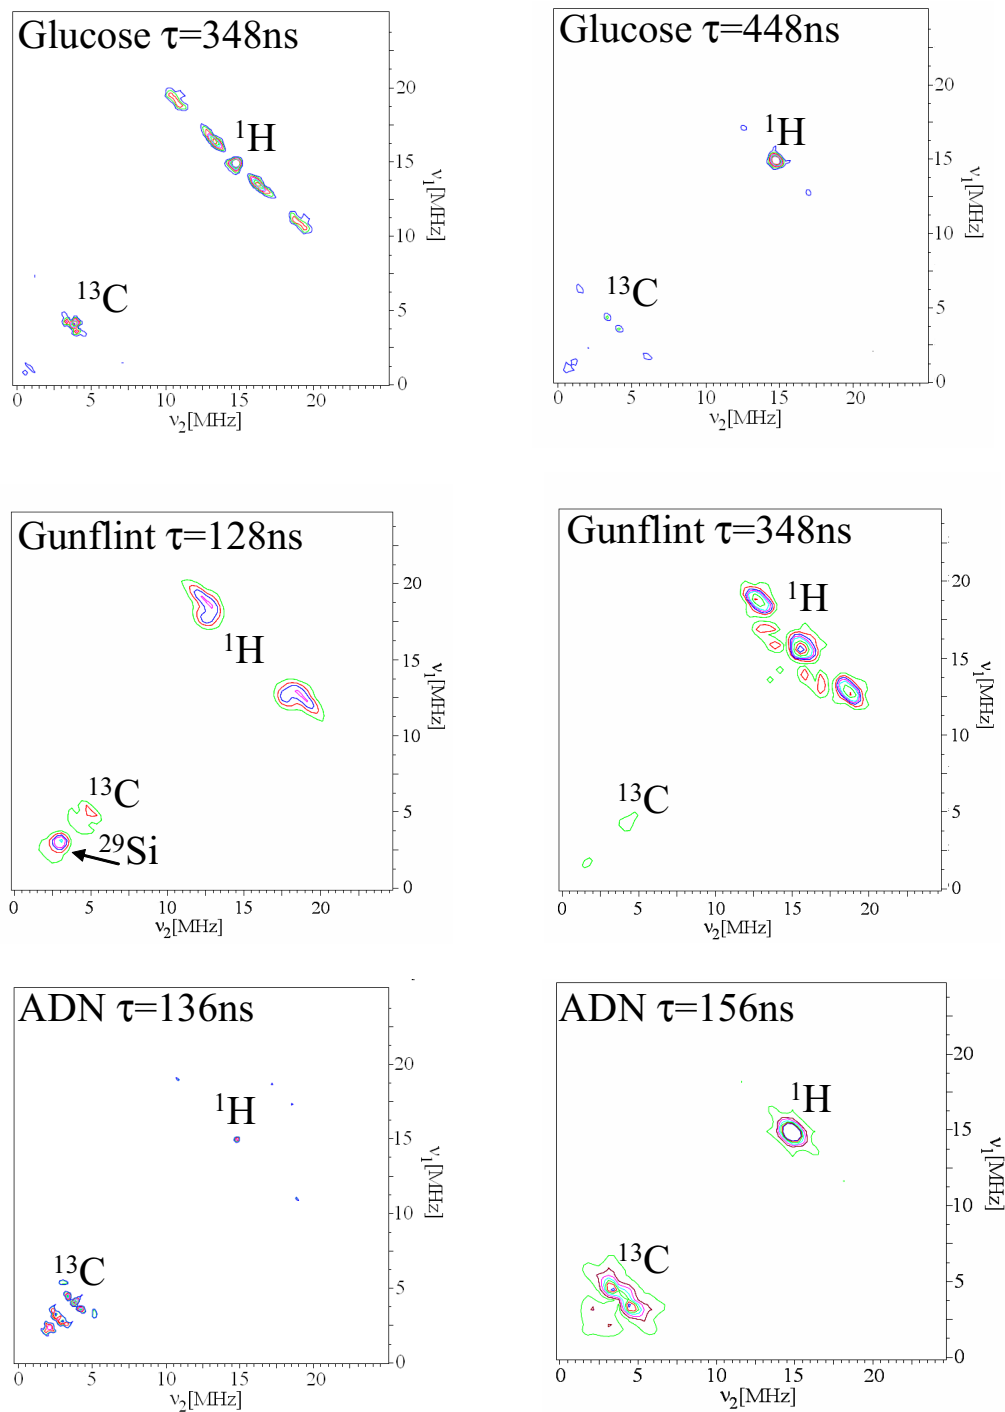 Glucose τ=348ns
¹H
¹³C
20
15
10
5
0
ν₁[MHz]
0 5 10 15 20
ν₂[MHz]
Glucose τ=448ns
¹H
¹³C
20
15
10
5
0
ν₁[MHz]
0 5 10 15 20
ν₂[MHz]
Gunflint τ=128ns
¹H
¹³C
²⁹Si
20
15
10
5
0
ν₁[MHz]
0 5 10 15 20
ν₂[MHz]
Gunflint τ=348ns
¹H
¹³C
20
15
10
5
0
ν₁[MHz]
0 5 10 15 20
ν₂[MHz]
ADN τ=136ns
¹H
¹³C
20
15
10
5
0
ν₁[MHz]
0 5 10 15 20
ν₂[MHz]
ADN τ=156ns
¹H
¹³C
20
15
10
5
0
ν₁[MHz]
0 5 10 15 20
ν₂[MHz]